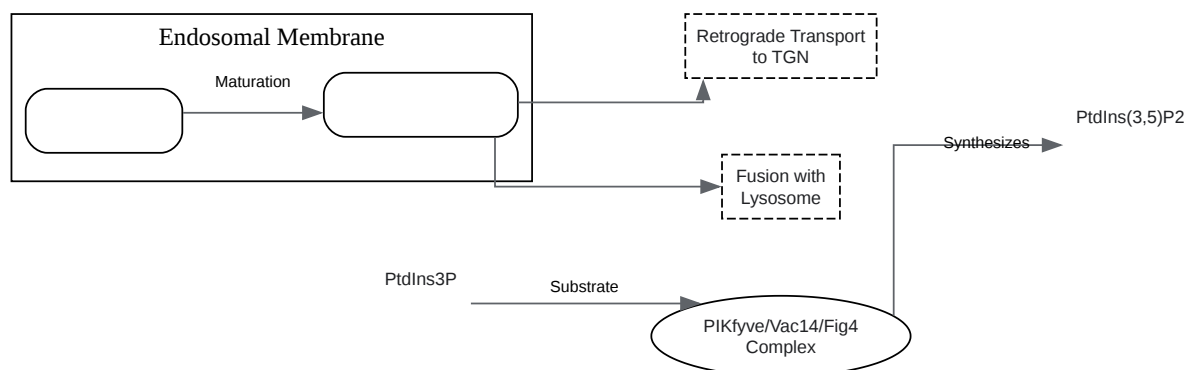 Endosomal Membrane
Maturation
Retrograde Transport
to TGN
PtdIns(3,5)P2
Synthesizes
Fusion with
Lysosome
PtdIns3P
Substrate
PIKfyve/Vac14/Fig4
Complex